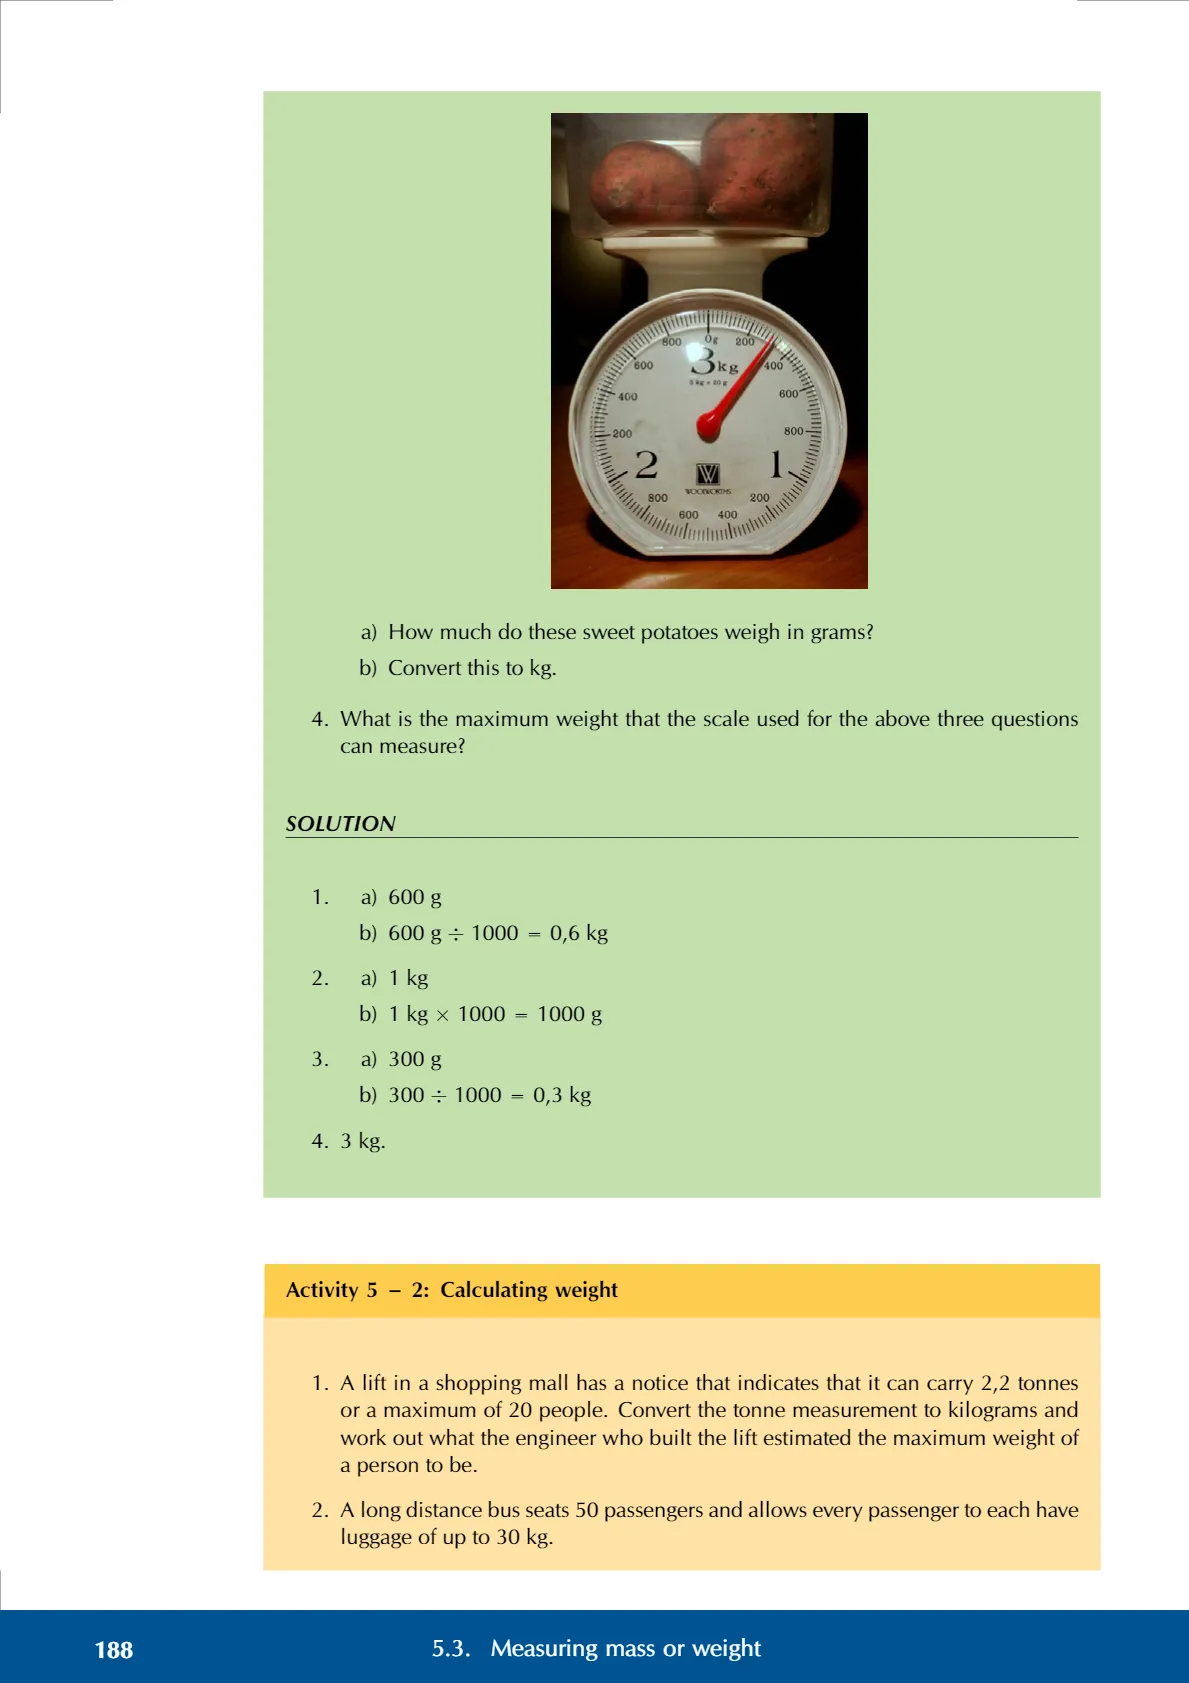 800
0g
200
600
3kg
400
3 kg × 20 g
400
600
200
800
2
W
1
WOOLWORTHS
800
200
600
400
a) How much do these sweet potatoes weigh in grams?
b) Convert this to kg.
4. What is the maximum weight that the scale used for the above three questions
can measure?
SOLUTION
1. a) 600 g
b) 600 g ÷ 1000 = 0,6 kg
2. a) 1 kg
b) 1 kg × 1000 = 1000 g
3. a) 300 g
b) 300 ÷ 1000 = 0,3 kg
4. 3 kg.
Activity 5 – 2: Calculating weight
1. A lift in a shopping mall has a notice that indicates that it can carry 2,2 tonnes
or a maximum of 20 people. Convert the tonne measurement to kilograms and
work out what the engineer who built the lift estimated the maximum weight of
a person to be.
2. A long distance bus seats 50 passengers and allows every passenger to each have
luggage of up to 30 kg.
188 5.3. Measuring mass or weight